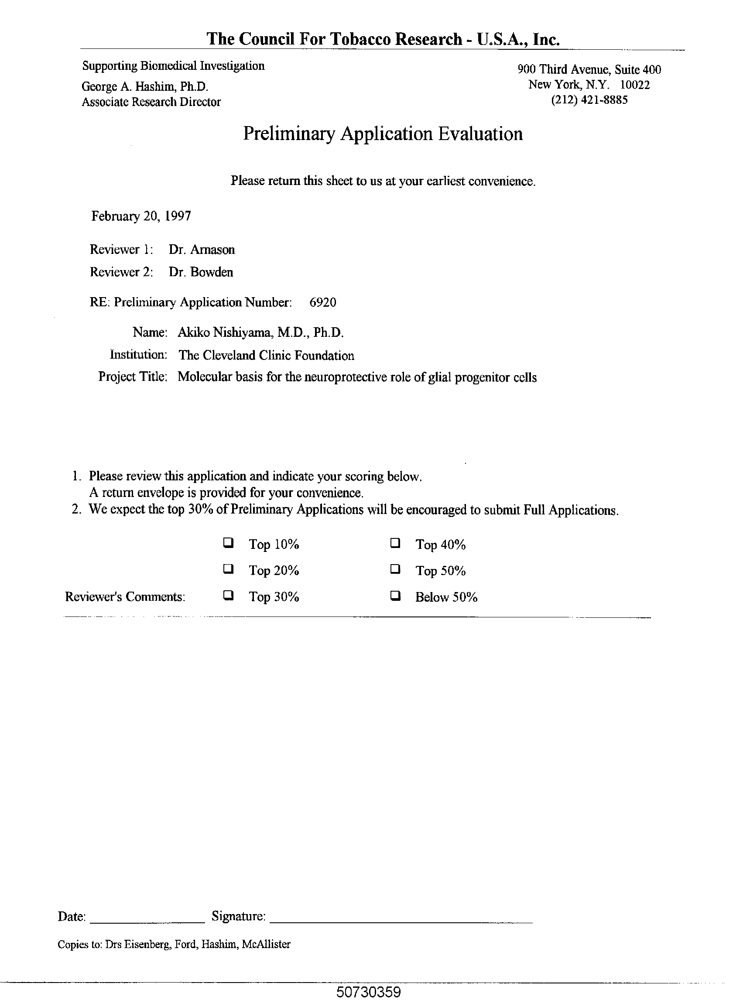 The Council For Tobacco Research - U.S.A., Inc.
Supporting Biomedical Investigation
George A. Hashim, Ph.D.
Associate Research Director
900 Third Avenue, Suite 400
New York, N.Y. 10022
(212) 421-8885
Preliminary Application Evaluation
Please return this sheet to us at your earliest convenience.
February 20, 1997
Reviewer 1: Dr. Arnason
Reviewer 2: Dr. Bowden
RE: Preliminary Application Number: 6920
Name: Akiko Nishiyama, M.D., Ph.D.
Institution: The Cleveland Clinic Foundation
Project Title: Molecular basis for the neuroprotective role of glial progenitor cells
1. Please review this application and indicate your scoring below.
A return envelope is provided for your convenience.
2. We expect the top 30% of Preliminary Applications will be encouraged to submit Full Applications.
❑ Top 10% ❑ Top 40%
❑ Top 20% ❑ Top 50%
Reviewer's Comments: ❑ Top 30% ❑ Below 50%
Date: Signature:
Copies to: Drs Eisenberg, Ford, Hashim, McAllister
50730359